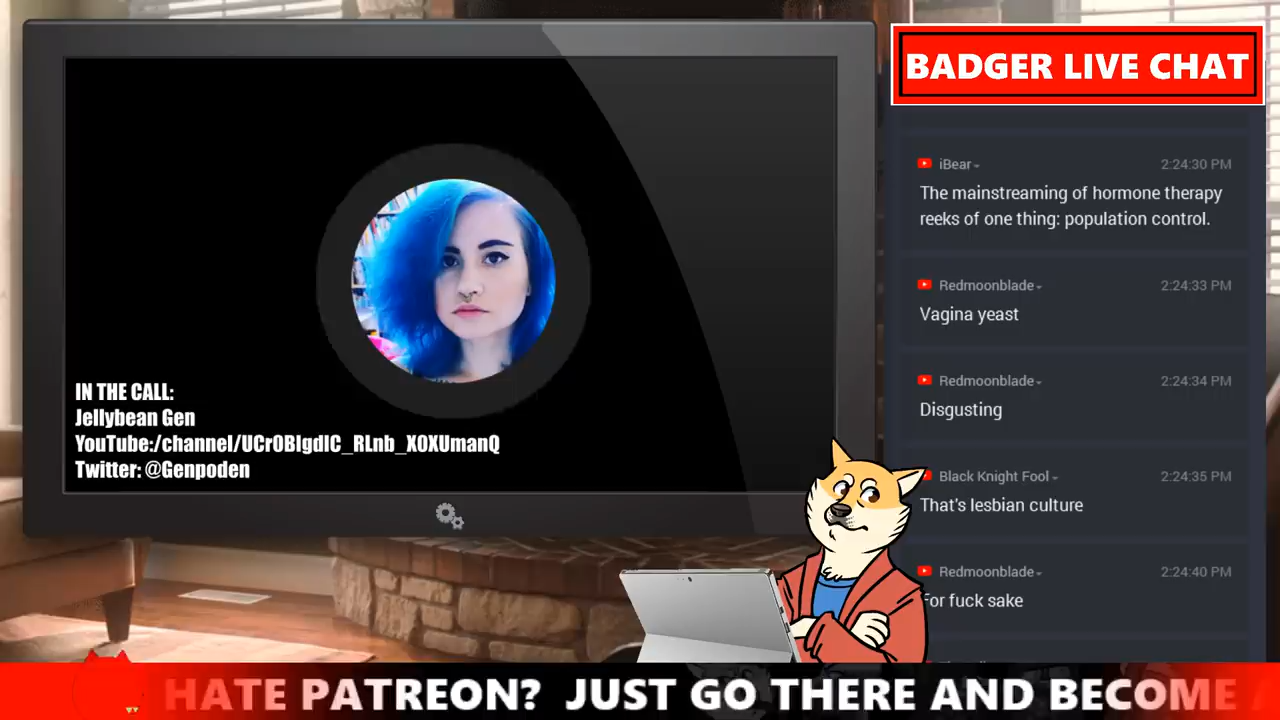 BADGER LIVE CHAT
iBear
2:24:30 PM
The mainstreaming of hormone therapy
reeks of one thing: population control.
Redmoonblade
2:24:33 PM
Vagina yeast
Redmoonblade
2:24:34 PM
Disgusting
Black Knight Fool
2:24:35 PM
That's lesbian culture
Redmoonblade
2:24:40 PM
For fuck sake
IN THE CALL:
Jellybean Gen
YouTube:/channel/UCrOBIgdIC_RLnb_XOXUmanQ
Twitter: @Genpoden
HATE PATREON? JUST GO THERE AND BECOME